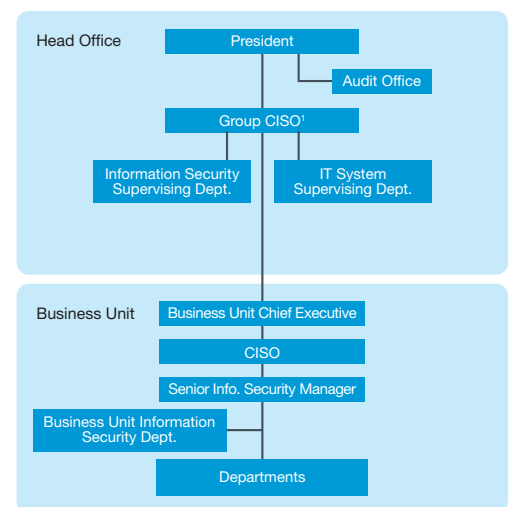 Head Office
President
Audit Office
Group CISO¹
Information Security
Supervising Dept.
IT System
Supervising Dept.
Business Unit
Business Unit Chief Executive
CISO
Senior Info. Security Manager
Business Unit Information
Security Dept.
Departments